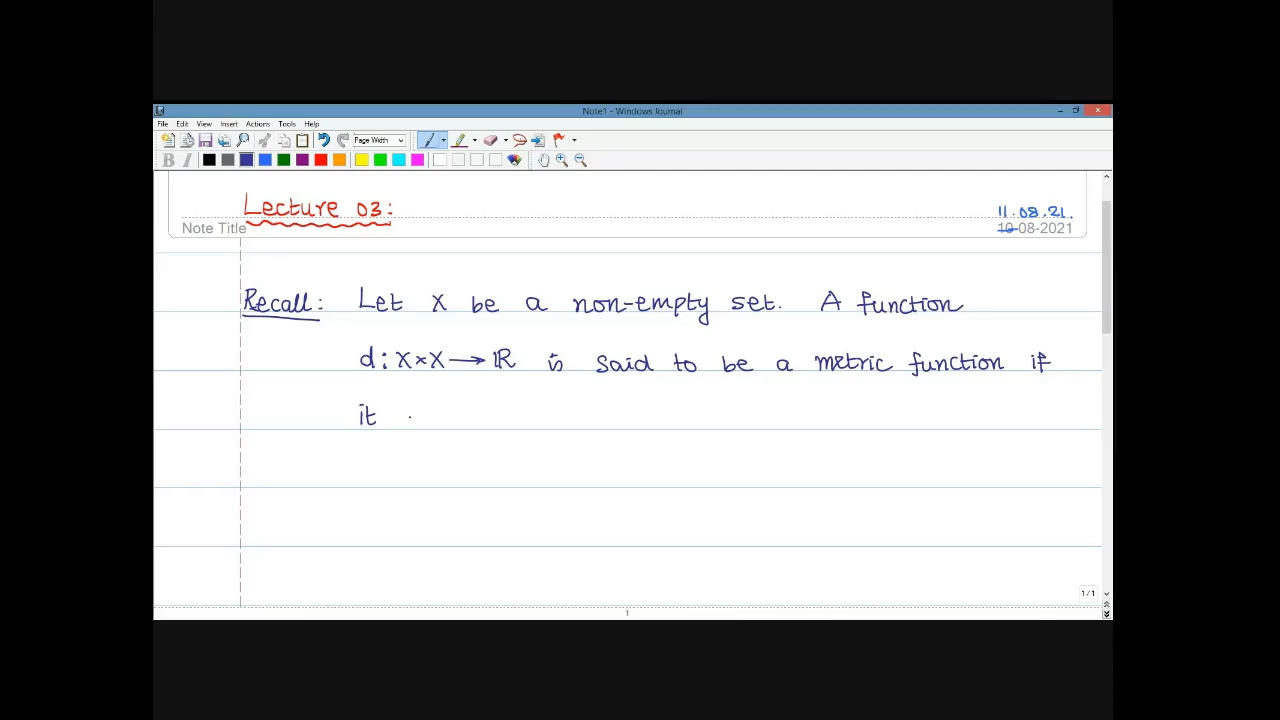 Note1 - Windows Journal
File Edit View Insert Actions Tools Help
Page Width
B I
Lecture 03:
11.08.21.
Note Title
10-08-2021
Recall: Let X be a non-empty set. A function
d: X×X → ℝ is said to be a metric function if
it
1/1
1